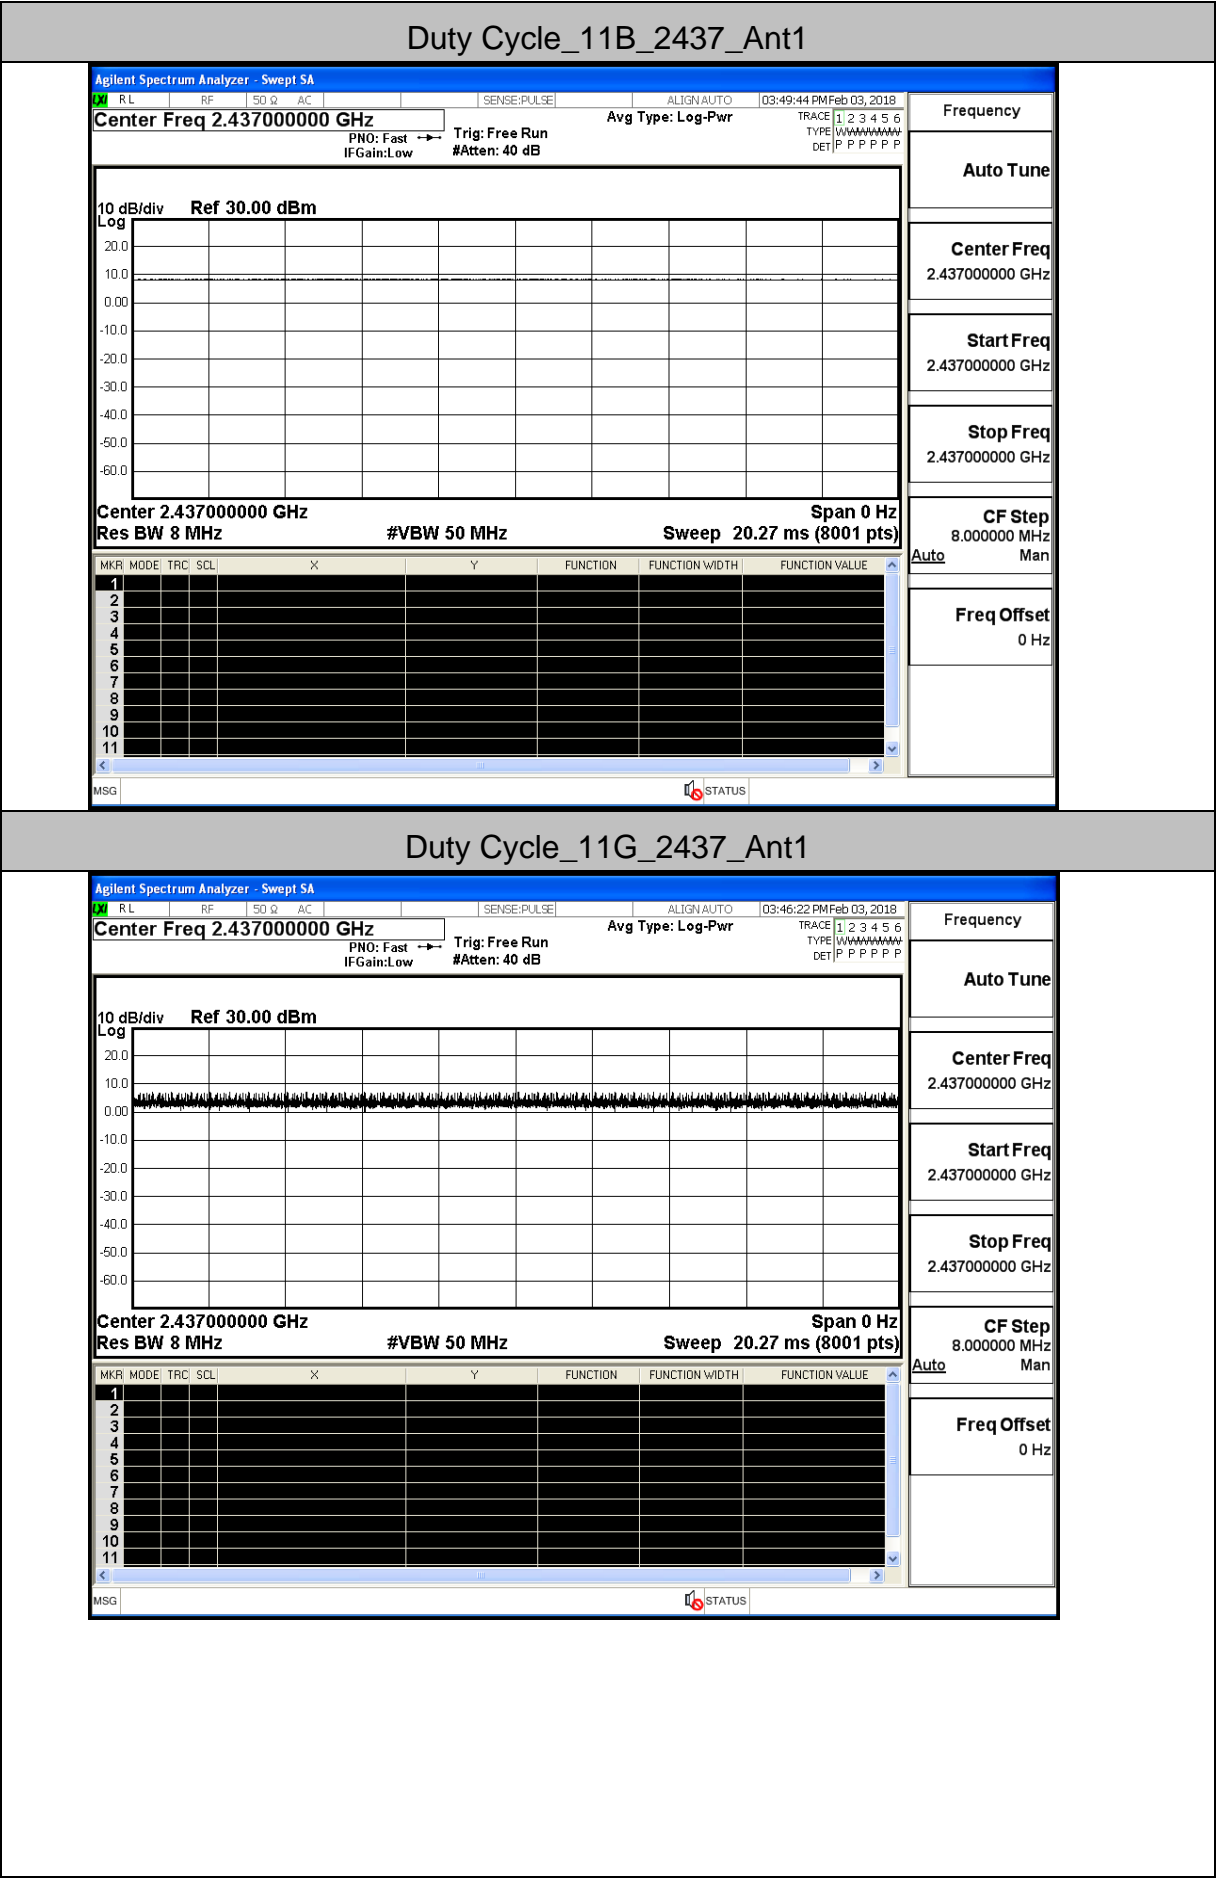 Duty Cycle_11B_2437_Ant1
Agilent Spectrum Analyzer - Swept SA
LXI RL RF 50 Ω AC SENSE:PULSE ALIGN AUTO 03:49:44 PM Feb 03, 2018
Center Freq 2.437000000 GHz
PNO: Fast
IFGain:Low
Trig: Free Run
#Atten: 40 dB
Avg Type: Log-Pwr
TRACE 1 2 3 4 5 6
TYPE WWWWWW
DET P P P P P P
10 dB/div Ref 30.00 dBm
Log
20.0
10.0
0.00
-10.0
-20.0
-30.0
-40.0
-50.0
-60.0
Center 2.437000000 GHz Span 0 Hz
Res BW 8 MHz #VBW 50 MHz Sweep 20.27 ms (8001 pts)
MKR MODE TRC SCL X Y FUNCTION FUNCTION WIDTH FUNCTION VALUE
1
2
3
4
5
6
7
8
9
10
11
MSG STATUS
Frequency
Auto Tune
Center Freq
2.437000000 GHz
Start Freq
2.437000000 GHz
Stop Freq
2.437000000 GHz
CF Step
8.000000 MHz
Auto Man
Freq Offset
0 Hz
Duty Cycle_11G_2437_Ant1
Agilent Spectrum Analyzer - Swept SA
LXI RL RF 50 Ω AC SENSE:PULSE ALIGN AUTO 03:46:22 PM Feb 03, 2018
Center Freq 2.437000000 GHz
PNO: Fast
IFGain:Low
Trig: Free Run
#Atten: 40 dB
Avg Type: Log-Pwr
TRACE 1 2 3 4 5 6
TYPE WWWWWW
DET P P P P P P
10 dB/div Ref 30.00 dBm
Log
20.0
10.0
0.00
-10.0
-20.0
-30.0
-40.0
-50.0
-60.0
Center 2.437000000 GHz Span 0 Hz
Res BW 8 MHz #VBW 50 MHz Sweep 20.27 ms (8001 pts)
MKR MODE TRC SCL X Y FUNCTION FUNCTION WIDTH FUNCTION VALUE
1
2
3
4
5
6
7
8
9
10
11
MSG STATUS
Frequency
Auto Tune
Center Freq
2.437000000 GHz
Start Freq
2.437000000 GHz
Stop Freq
2.437000000 GHz
CF Step
8.000000 MHz
Auto Man
Freq Offset
0 Hz